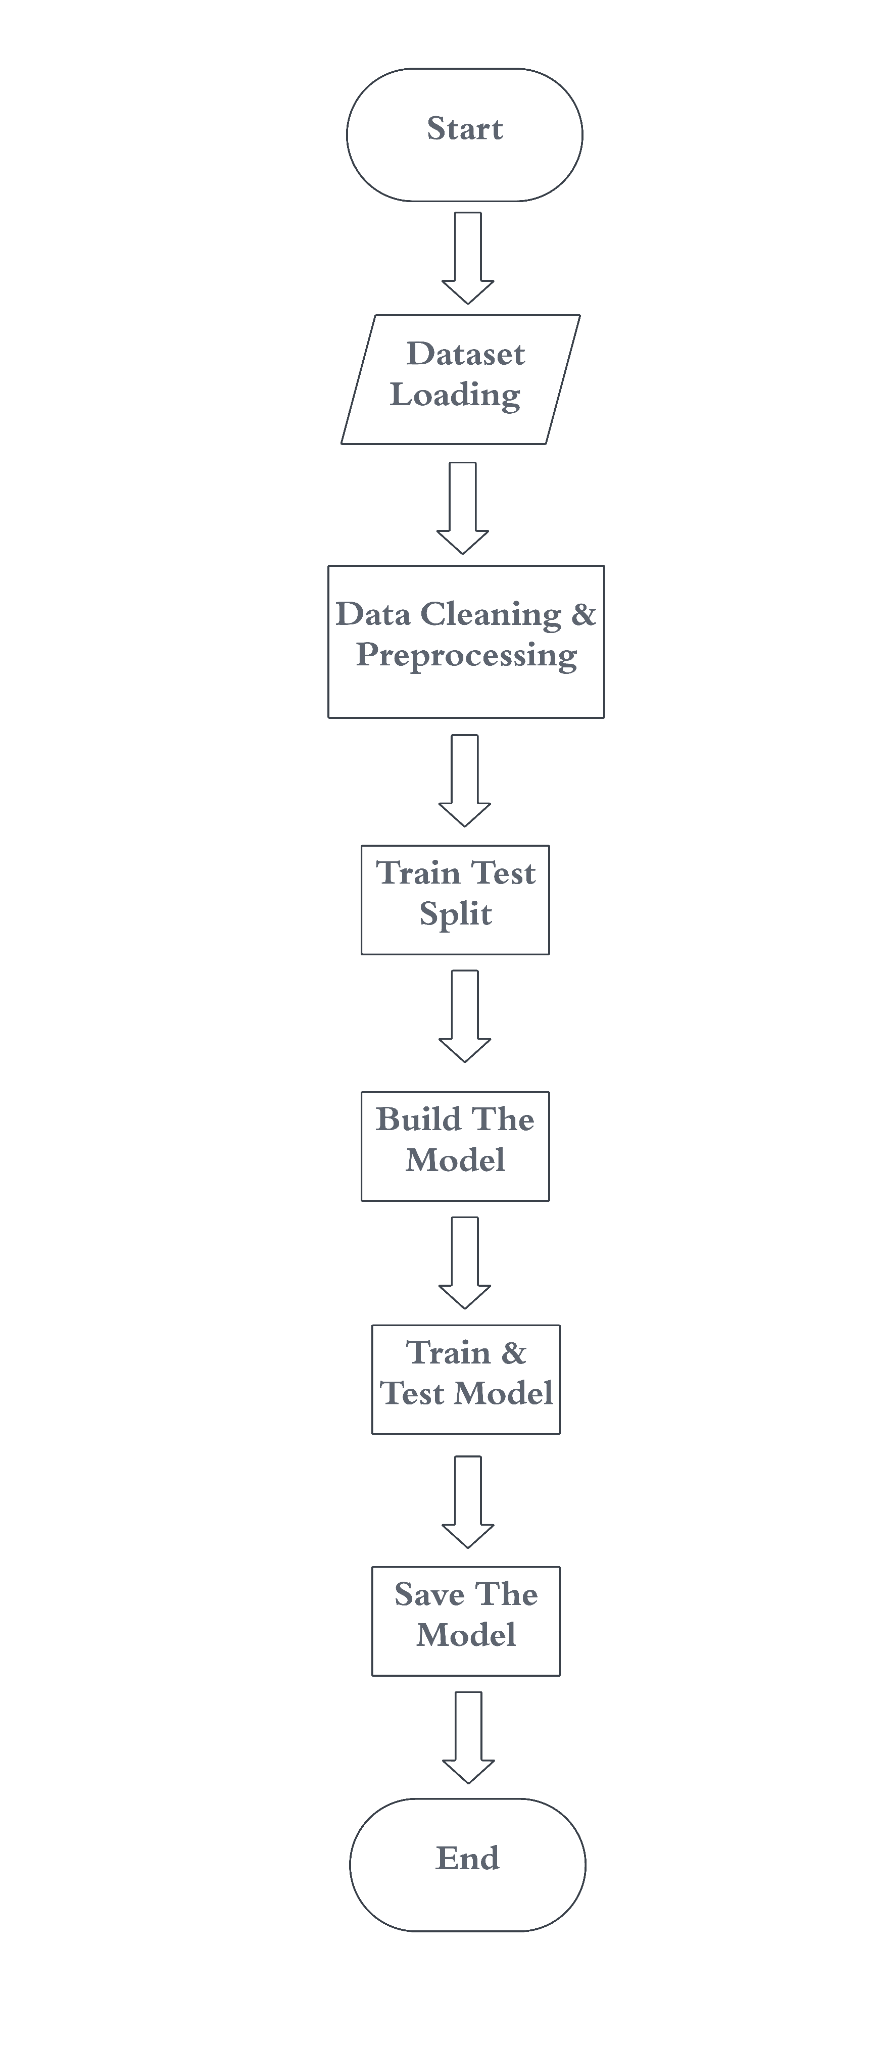 Start
Dataset
Loading
Data Cleaning &
Preprocessing
Train Test
Split
Build The
Model
Train &
Test Model
Save The
Model
End